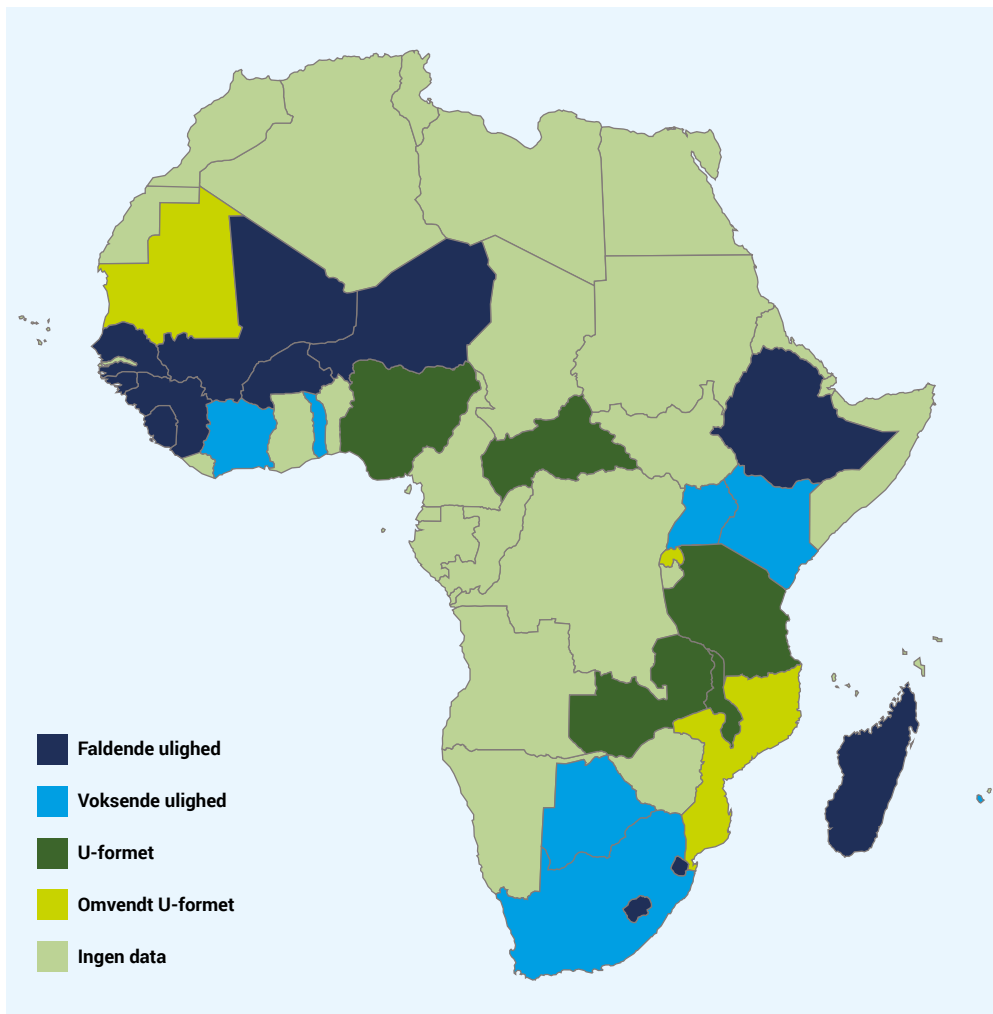 Faldende ulighed
Voksende ulighed
U-formet
Omvendt U-formet
Ingen data